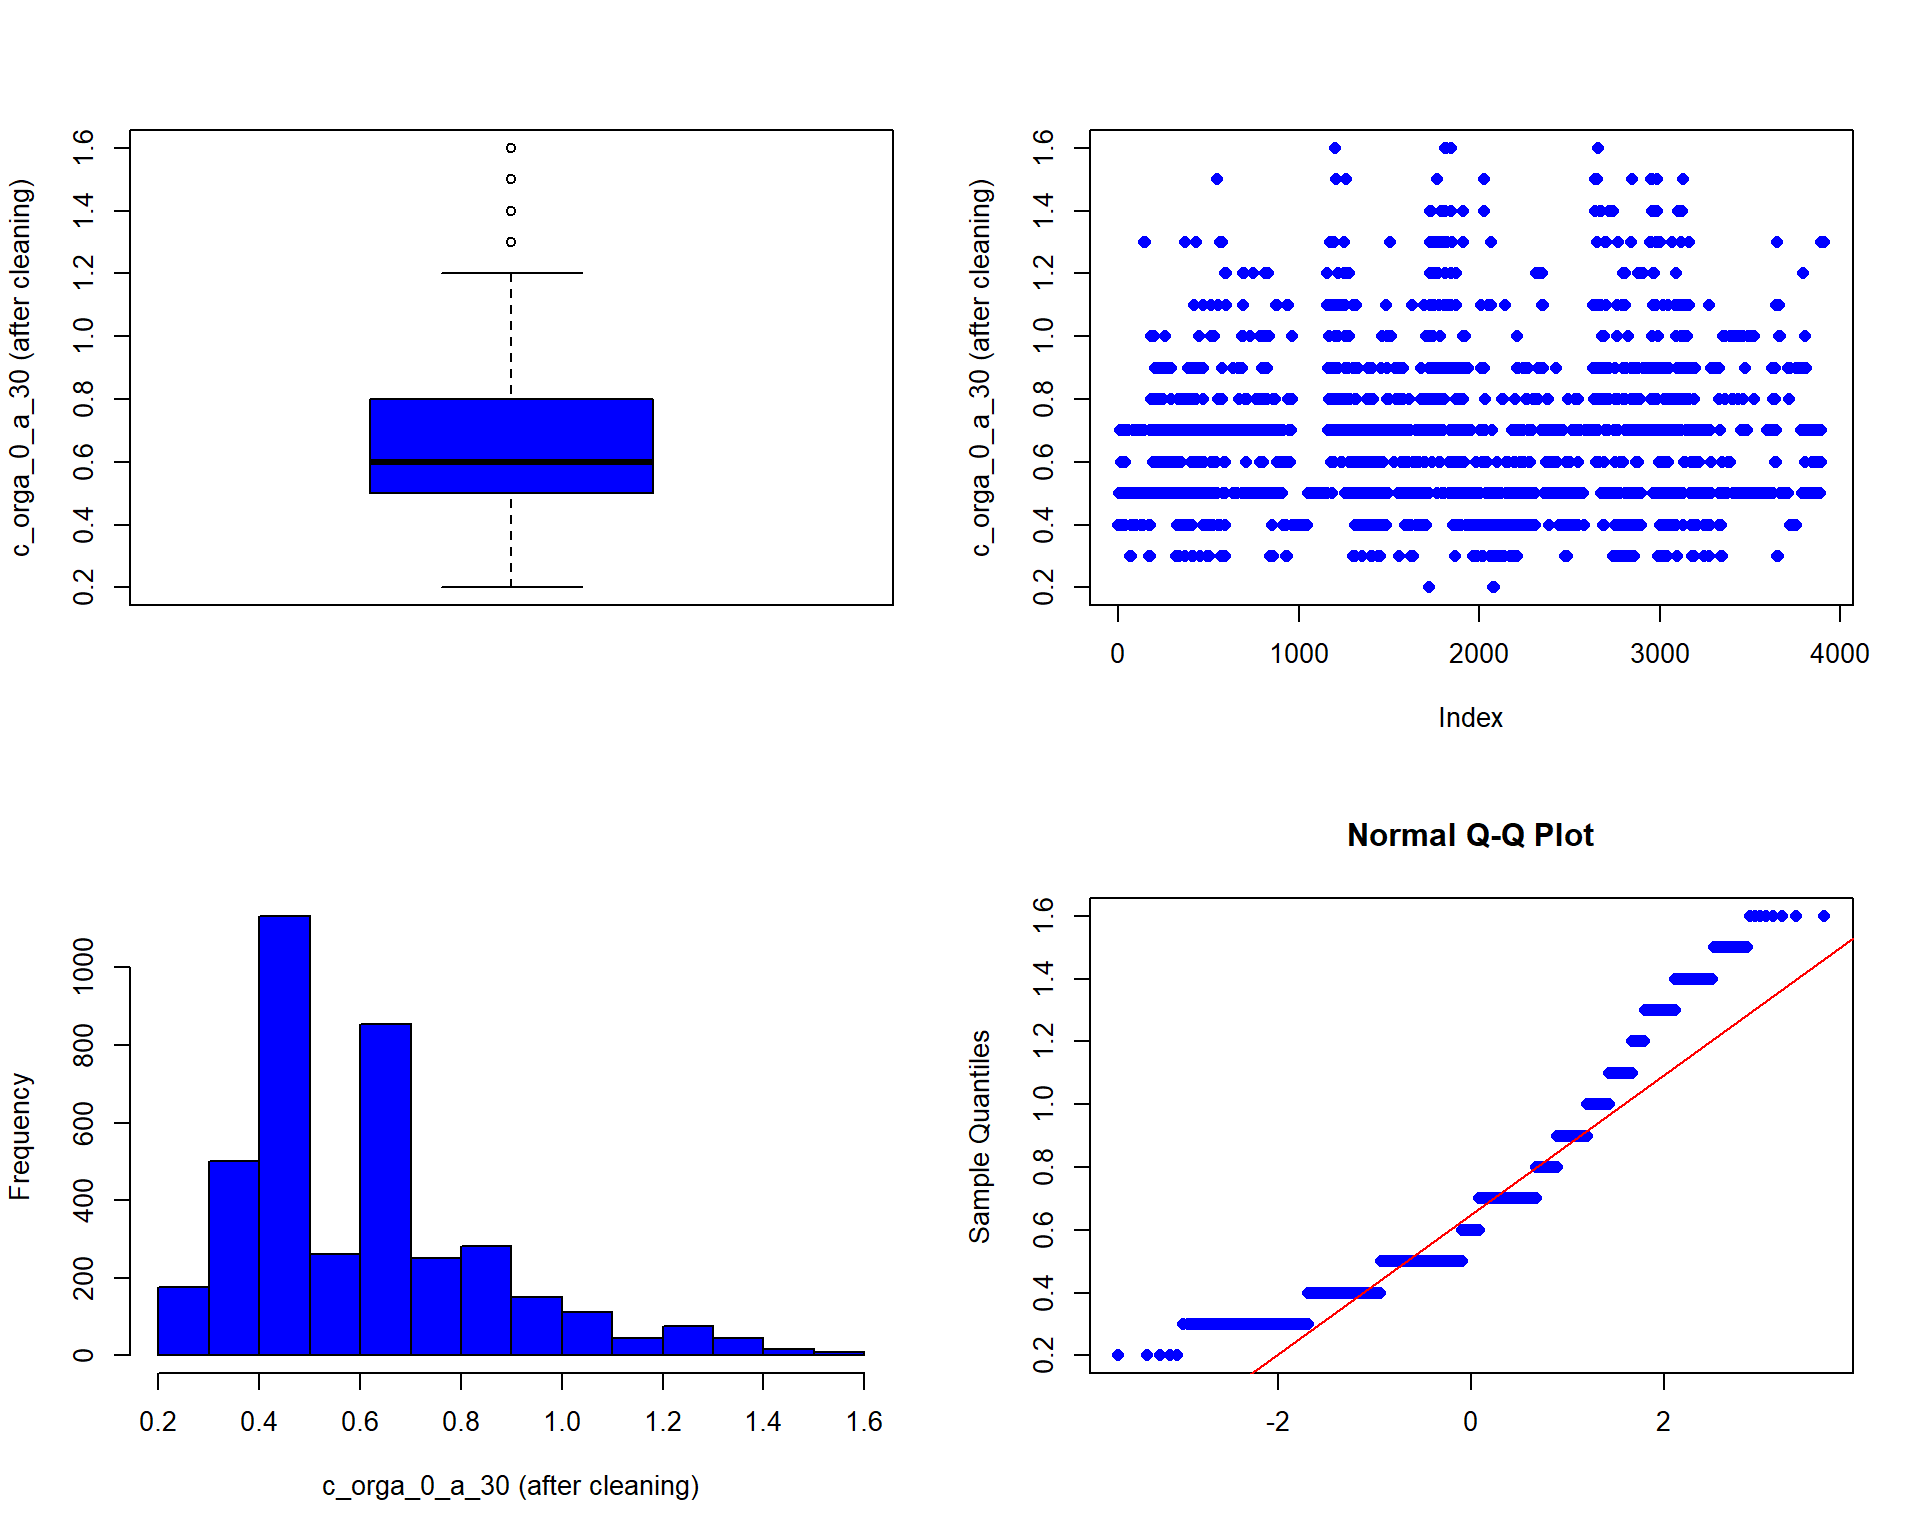 c_orga_0_a_30 (after cleaning)
0.2 0.4 0.6 0.8 1.0 1.2 1.4 1.6
c_orga_0_a_30 (after cleaning)
0.2 0.4 0.6 0.8 1.0 1.2 1.4 1.6
0 1000 2000 3000 4000
Index
Frequency
0 200 400 600 800 1000
0.2 0.4 0.6 0.8 1.0 1.2 1.4 1.6
c_orga_0_a_30 (after cleaning)
Normal Q-Q Plot
Sample Quantiles
0.2 0.4 0.6 0.8 1.0 1.2 1.4 1.6
-2 0 2